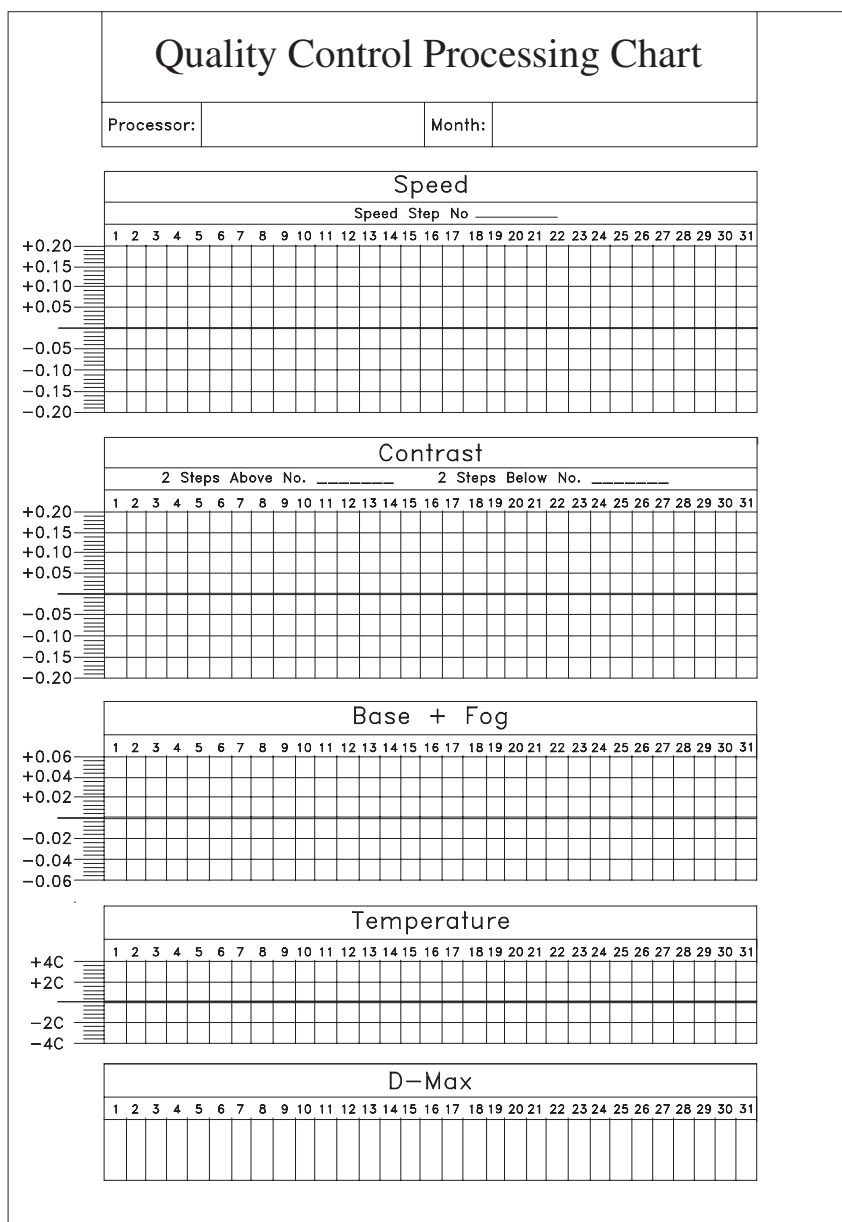 Quality Control Processing Chart
Processor: Month:
Speed
Speed Step No ________
1 2 3 4 5 6 7 8 9 10 11 12 13 14 15 16 17 18 19 20 21 22 23 24 25 26 27 28 29 30 31
+0.20
+0.15
+0.10
+0.05
-0.05
-0.10
-0.15
-0.20
Contrast
2 Steps Above No. _______ 2 Steps Below No. _______
1 2 3 4 5 6 7 8 9 10 11 12 13 14 15 16 17 18 19 20 21 22 23 24 25 26 27 28 29 30 31
+0.20
+0.15
+0.10
+0.05
-0.05
-0.10
-0.15
-0.20
Base + Fog
1 2 3 4 5 6 7 8 9 10 11 12 13 14 15 16 17 18 19 20 21 22 23 24 25 26 27 28 29 30 31
+0.06
+0.04
+0.02
-0.02
-0.04
-0.06
Temperature
1 2 3 4 5 6 7 8 9 10 11 12 13 14 15 16 17 18 19 20 21 22 23 24 25 26 27 28 29 30 31
+4C
+2C
-2C
-4C
D-Max
1 2 3 4 5 6 7 8 9 10 11 12 13 14 15 16 17 18 19 20 21 22 23 24 25 26 27 28 29 30 31